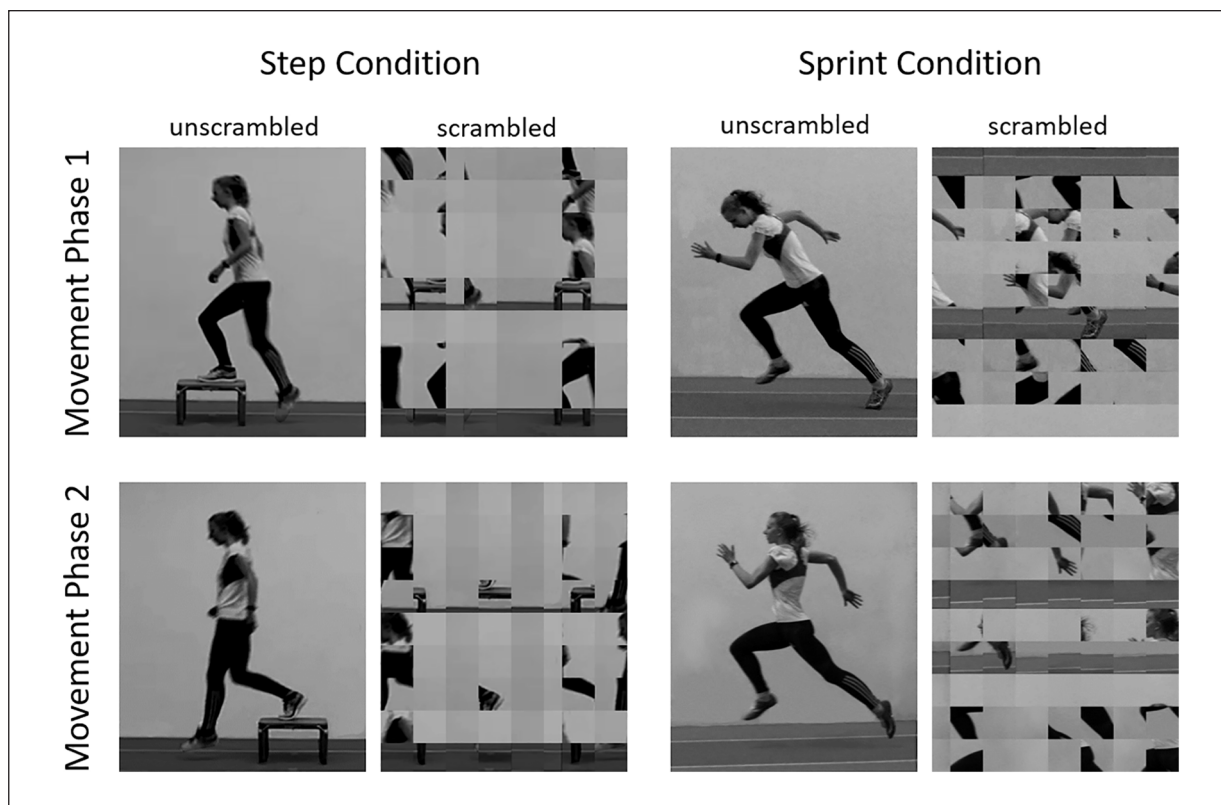 Step Condition
Sprint Condition
unscrambled
scrambled
unscrambled
scrambled
Movement Phase 1
Movement Phase 2